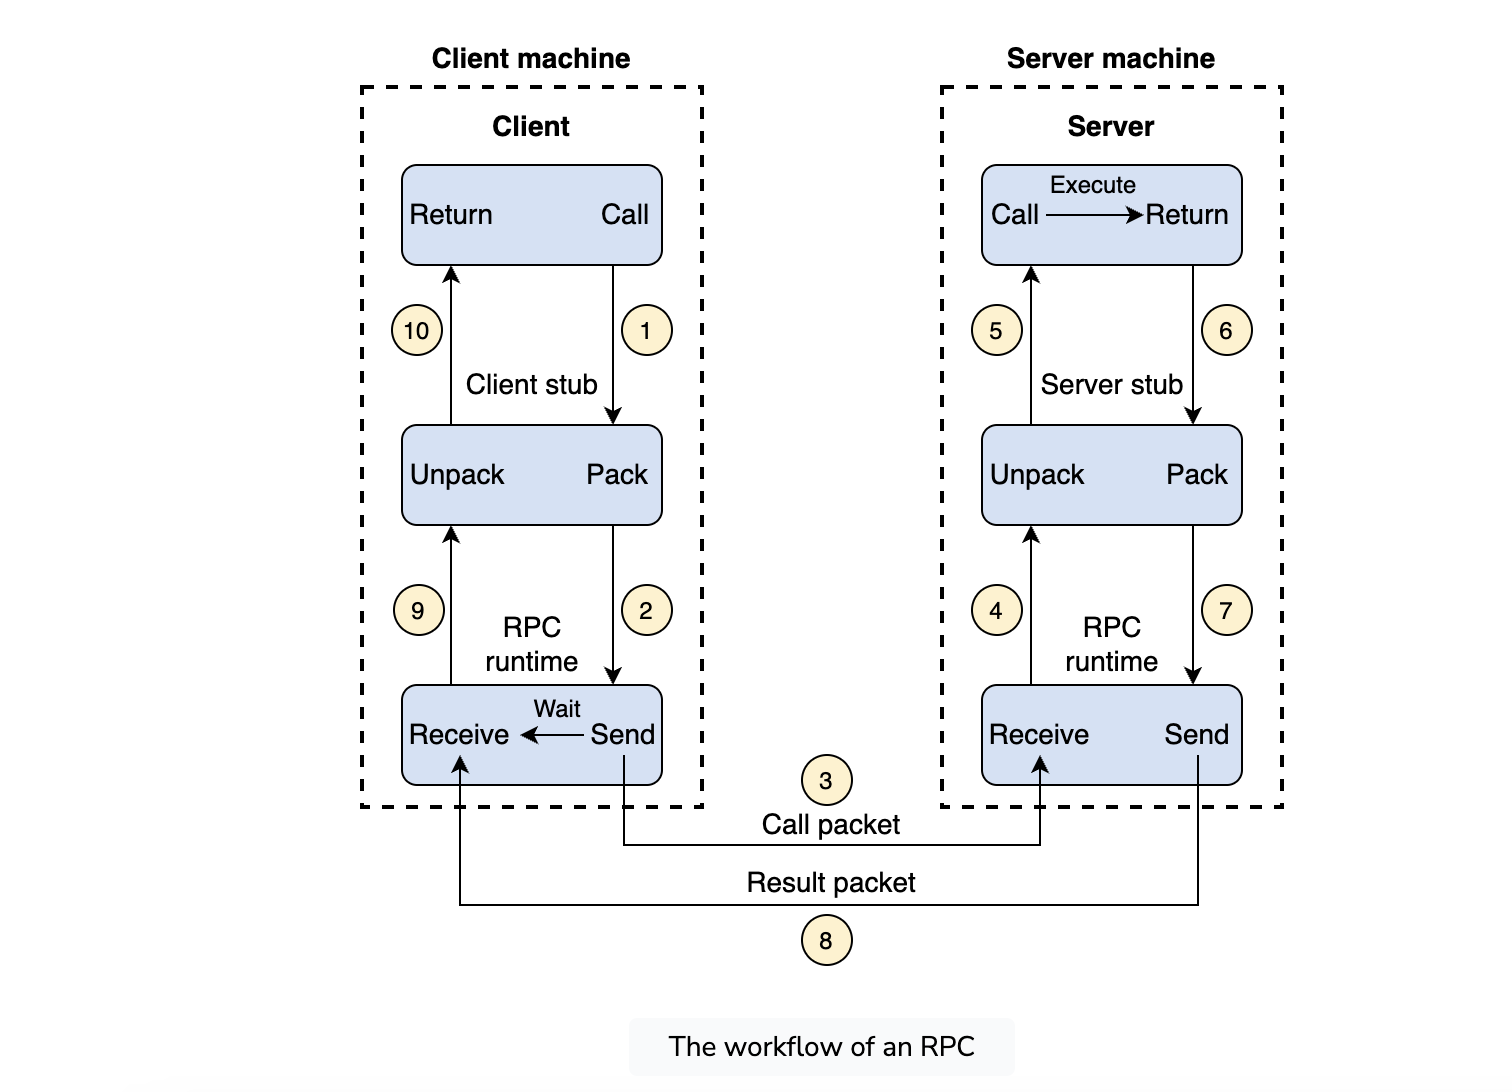 Client machine
Server machine
Client
Server
Return
Call
Execute
Call
Return
10
1
5
6
Client stub
Server stub
Unpack
Pack
Unpack
Pack
9
2
4
7
RPC
runtime
RPC
runtime
Wait
Receive
Send
Receive
Send
3
Call packet
Result packet
8
The workflow of an RPC